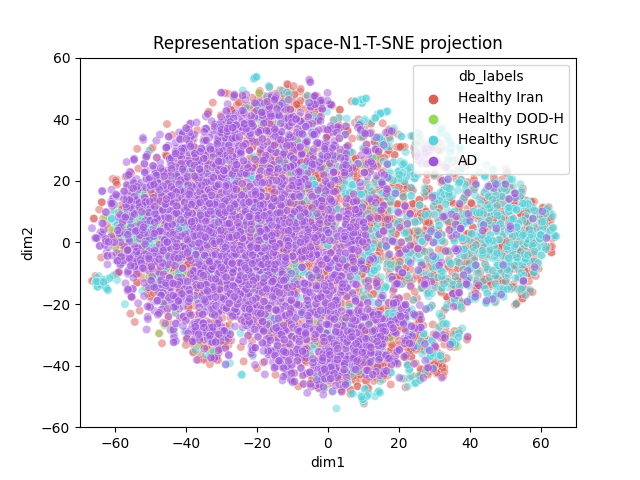 Representation space-N1-T-SNE projection
db_labels
Healthy Iran
Healthy DOD-H
Healthy ISRUC
AD
60
40
20
0
−20
−40
−60
dim2
−60 −40 −20 0 20 40 60
dim1